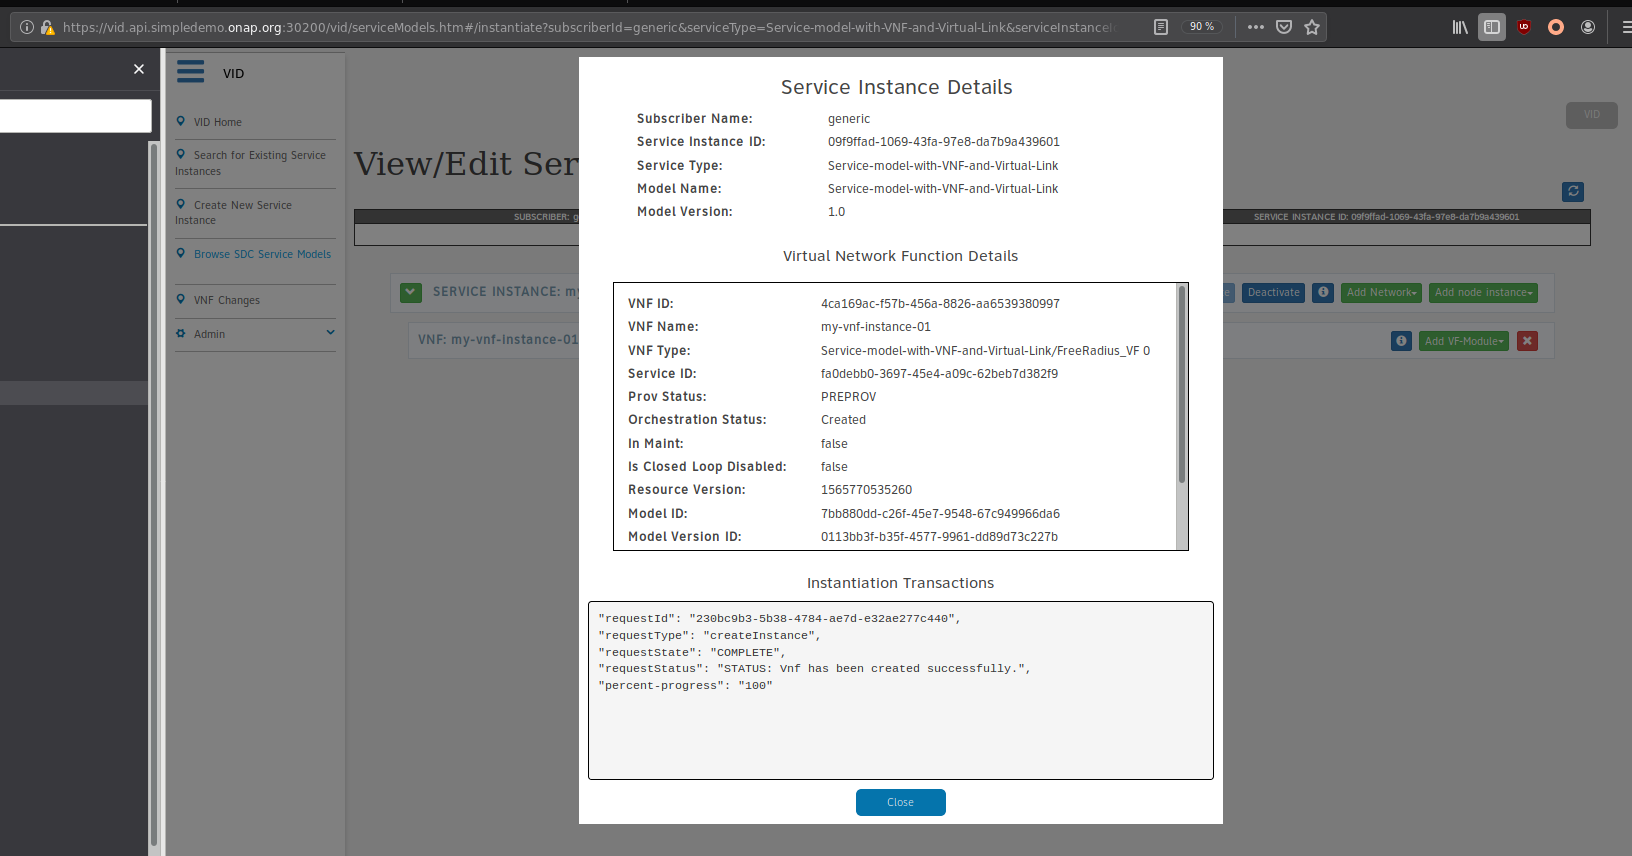 https://vid.api.simpledemo.onap.org:30200/vid/serviceModels.htm#/instantiate?subscriberId=generic&serviceType=Service-model-with-VNF-and-Virtual-Link&serviceInstanceI
90 %
VID
VID Home
Search for Existing Service
Instances
Create New Service
Instance
Browse SDC Service Models
VNF Changes
Admin
VID
View/Edit Ser
SUBSCRIBER: g
SERVICE INSTANCE ID: 09f9ffad-1069-43fa-97e8-da7b9a439601
SERVICE INSTANCE: my
Deactivate
Add Network
Add node instance
VNF: my-vnf-instance-01
Add VF-Module
Service Instance Details
Subscriber Name: generic
Service Instance ID: 09f9ffad-1069-43fa-97e8-da7b9a439601
Service Type: Service-model-with-VNF-and-Virtual-Link
Model Name: Service-model-with-VNF-and-Virtual-Link
Model Version: 1.0
Virtual Network Function Details
VNF ID: 4ca169ac-f57b-456a-8826-aa6539380997
VNF Name: my-vnf-instance-01
VNF Type: Service-model-with-VNF-and-Virtual-Link/FreeRadius_VF 0
Service ID: fa0debb0-3697-45e4-a09c-62beb7d382f9
Prov Status: PREPROV
Orchestration Status: Created
In Maint: false
Is Closed Loop Disabled: false
Resource Version: 1565770535260
Model ID: 7bb880dd-c26f-45e7-9548-67c949966da6
Model Version ID: 0113bb3f-b35f-4577-9961-dd89d73c227b
Instantiation Transactions
"requestId": "230bc9b3-5b38-4784-ae7d-e32ae277c440",
"requestType": "createInstance",
"requestState": "COMPLETE",
"requestStatus": "STATUS: Vnf has been created successfully.",
"percent-progress": "100"
Close